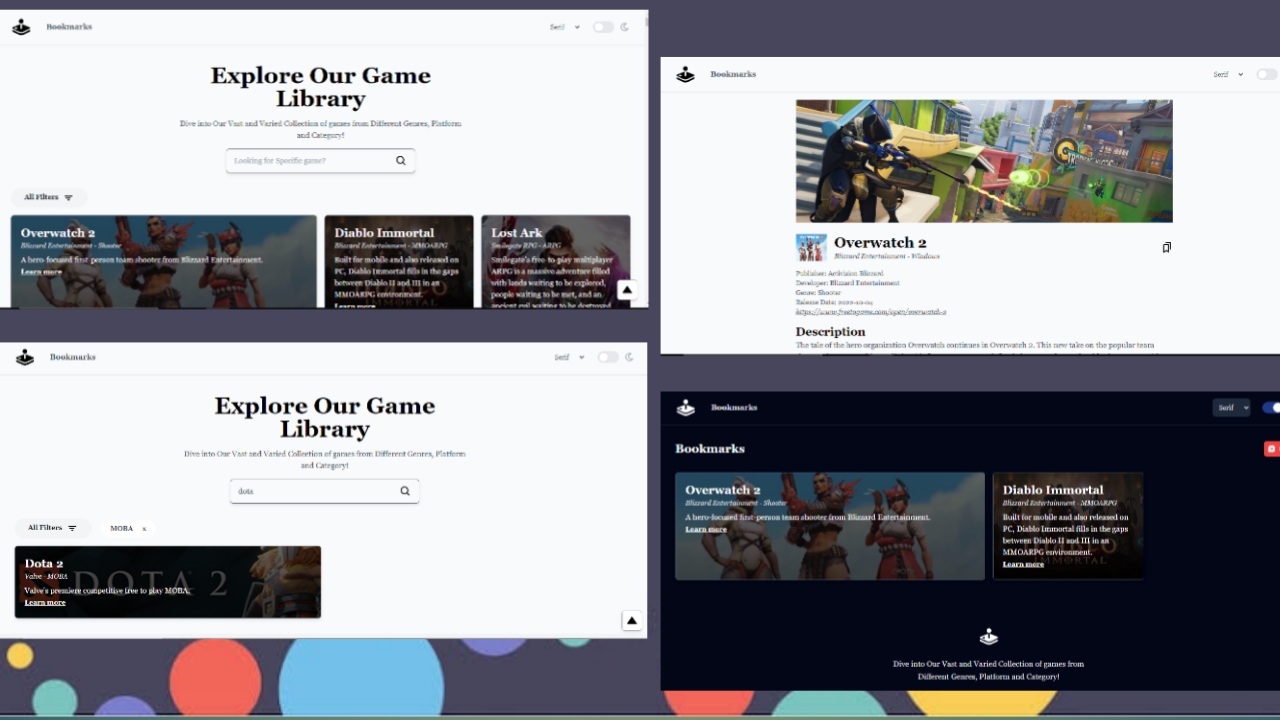 Bookmarks
Serif
Explore Our Game
Library
Dive into Our Vast and Varied Collection of games from Different Genres, Platform
and Category!
Looking for Specific game?
All Filters
Overwatch 2
Blizzard Entertainment - Shooter
A hero-focused first-person team shooter from Blizzard Entertainment.
Learn more
Diablo Immortal
Blizzard Entertainment - MMOARPG
Built for mobile and also released on
PC, Diablo Immortal fills in the gaps
between Diablo II and III in an
MMOARPG environment.
Learn more
Lost Ark
Smilegate RPG - ARPG
Smilegate's free-to-play multiplayer
ARPG is a massive adventure filled
with lands waiting to be explored,
people waiting to be met, and an
ancient evil waiting to be destroyed.
Bookmarks
Serif
Overwatch 2
Blizzard Entertainment - Windows
Publisher: Activision Blizzard
Developer: Blizzard Entertainment
Genre: Shooter
Release Date: 2022-10-04
https://www.freetogame.com/open/overwatch-2
Description
The tale of the hero organization Overwatch continues in Overwatch 2. This new take on the popular team
Bookmarks
Serif
Explore Our Game
Library
Dive into Our Vast and Varied Collection of games from Different Genres, Platform
and Category!
dota
All Filters
MOBA x
Dota 2
Valve - MOBA
Valve's premiere competitive free to play MOBA.
Learn more
DOTA 2
Bookmarks
Serif
Bookmarks
Overwatch 2
Blizzard Entertainment - Shooter
A hero-focused first-person team shooter from Blizzard Entertainment.
Learn more
Diablo Immortal
Blizzard Entertainment - MMOARPG
Built for mobile and also released on
PC, Diablo Immortal fills in the gaps
between Diablo II and III in an
MMOARPG environment.
Learn more
IMMORTAL
Dive into Our Vast and Varied Collection of games from
Different Genres, Platform and Category!